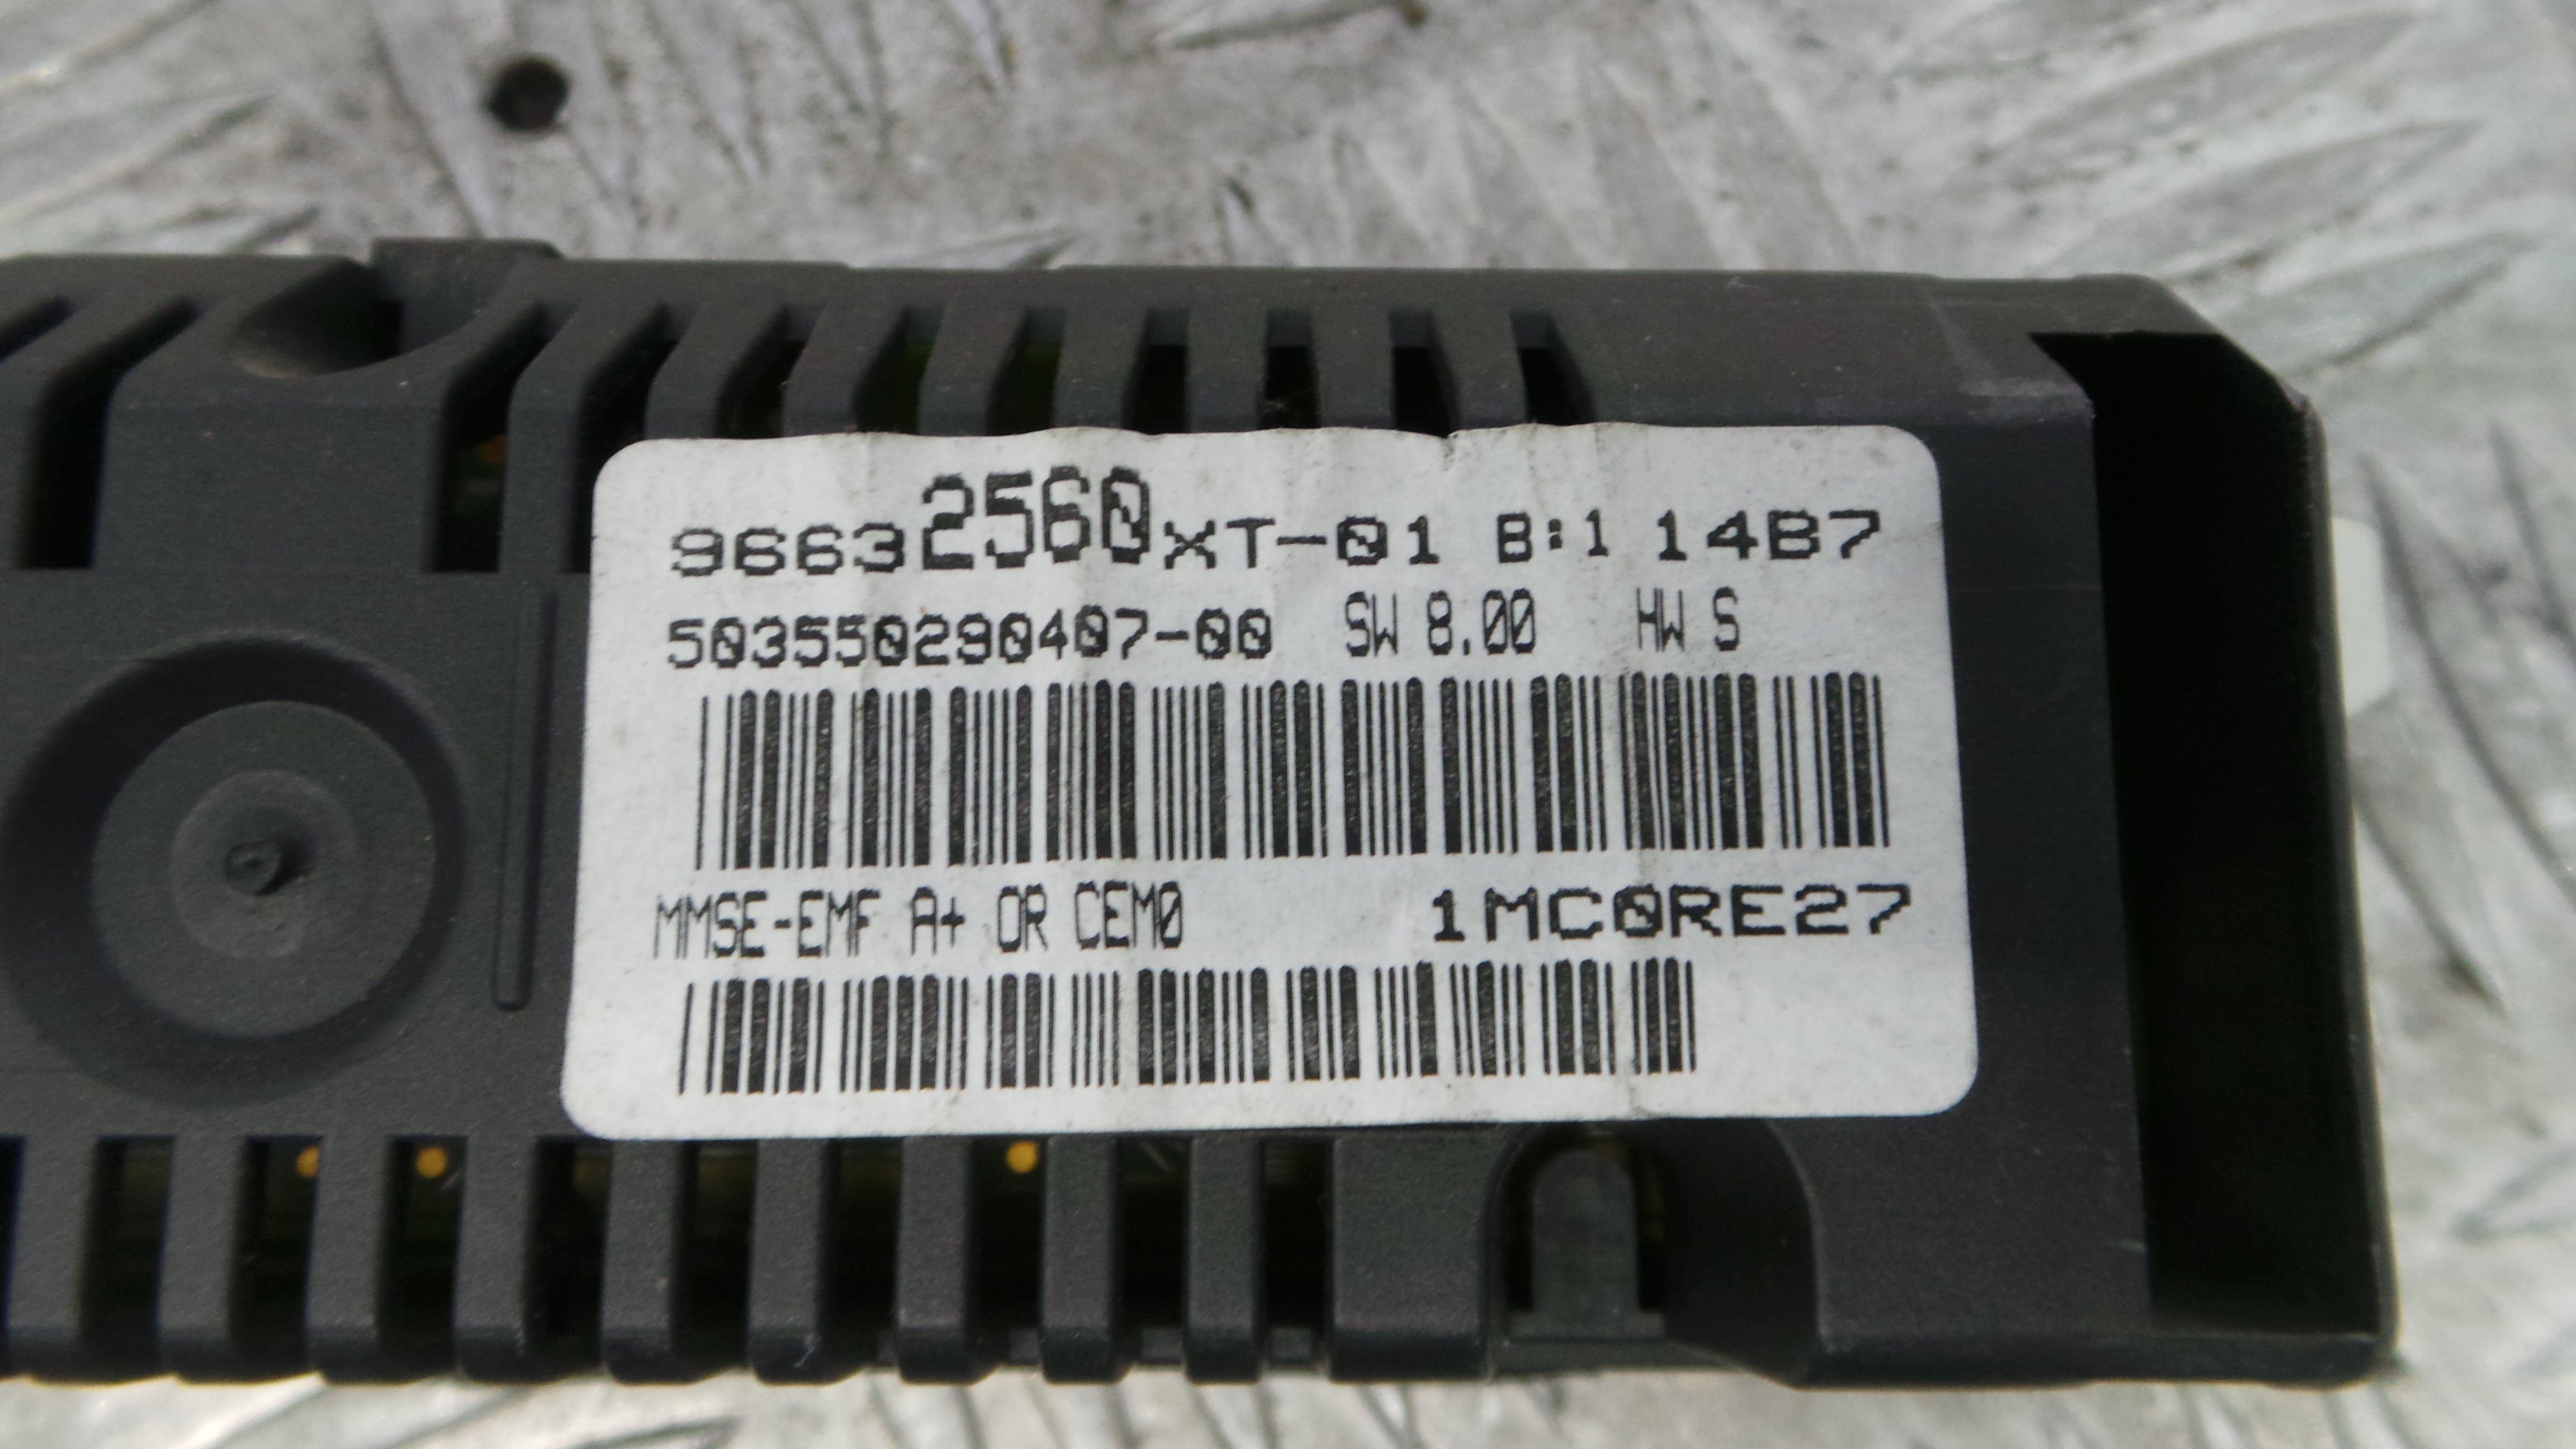 96632560XT-01 B:1 14B7
503550290407-00 SW 8.00 HW S
MMSE-EMF A+ OR CEM0 1MC0RE27